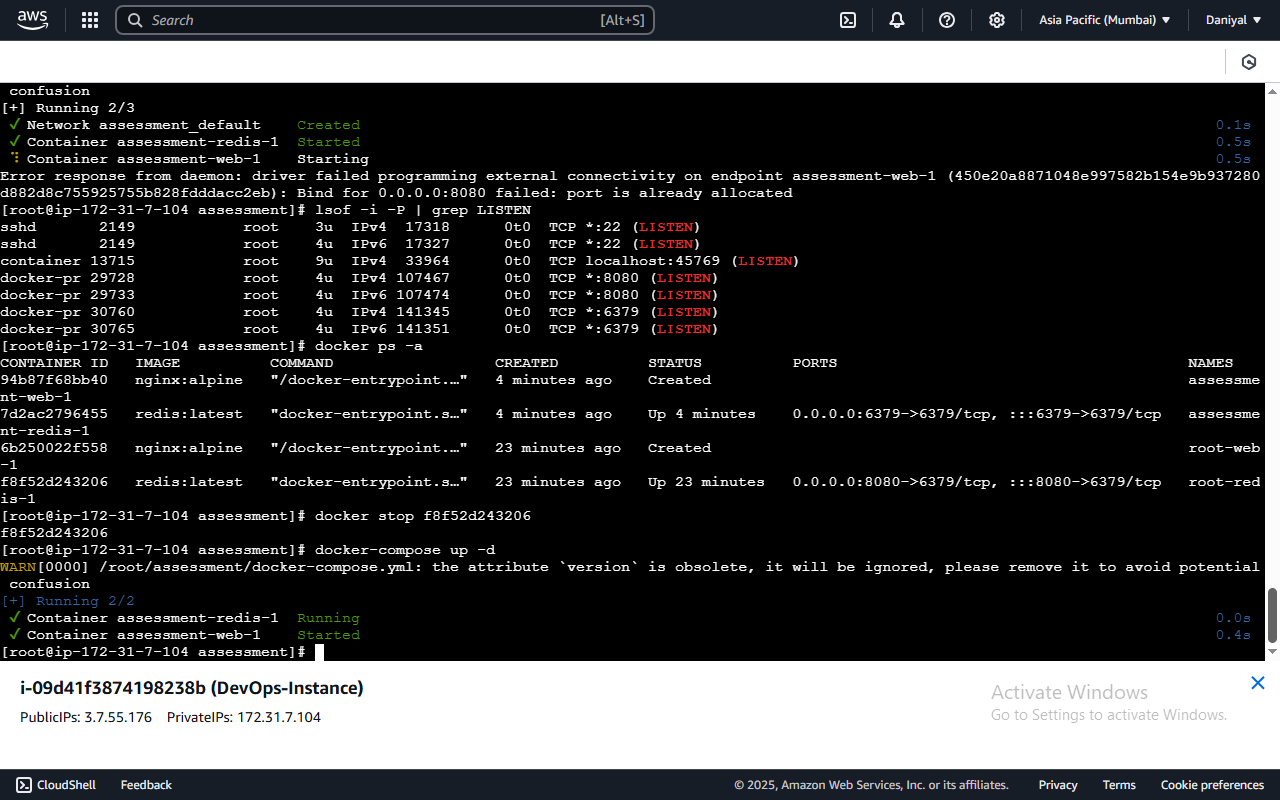 aws Search [Alt+S] Asia Pacific (Mumbai) ▼ Daniyal ▼
 confusion
[+] Running 2/3
 ✓ Network assessment_default    Created    0.1s
 ✓ Container assessment-redis-1  Started    0.5s
 ⠹ Container assessment-web-1    Starting    0.5s
Error response from daemon: driver failed programming external connectivity on endpoint assessment-web-1 (450e20a8871048e997582b154e9b937280
d882d8c755925755b828fdddacc2eb): Bind for 0.0.0.0:8080 failed: port is already allocated
[root@ip-172-31-7-104 assessment]# lsof -i -P | grep LISTEN
sshd       2149            root    3u  IPv4  17318      0t0  TCP *:22 (LISTEN)
sshd       2149            root    4u  IPv6  17327      0t0  TCP *:22 (LISTEN)
container 13715            root    9u  IPv4  33964      0t0  TCP localhost:45769 (LISTEN)
docker-pr 29728            root    4u  IPv4 107467      0t0  TCP *:8080 (LISTEN)
docker-pr 29733            root    4u  IPv6 107474      0t0  TCP *:8080 (LISTEN)
docker-pr 30760            root    4u  IPv4 141345      0t0  TCP *:6379 (LISTEN)
docker-pr 30765            root    4u  IPv6 141351      0t0  TCP *:6379 (LISTEN)
[root@ip-172-31-7-104 assessment]# docker ps -a
CONTAINER ID   IMAGE          COMMAND                  CREATED          STATUS          PORTS                                       NAMES
94b87f68bb40   nginx:alpine   "/docker-entrypoint.…"   4 minutes ago    Created                                                     assessme
nt-web-1
7d2ac2796455   redis:latest   "docker-entrypoint.s…"   4 minutes ago    Up 4 minutes    0.0.0.0:6379->6379/tcp, :::6379->6379/tcp   assessme
nt-redis-1
6b250022f558   nginx:alpine   "/docker-entrypoint.…"   23 minutes ago   Created                                                     root-web
-1
f8f52d243206   redis:latest   "docker-entrypoint.s…"   23 minutes ago   Up 23 minutes   0.0.0.0:8080->6379/tcp, :::8080->6379/tcp   root-red
is-1
[root@ip-172-31-7-104 assessment]# docker stop f8f52d243206
f8f52d243206
[root@ip-172-31-7-104 assessment]# docker-compose up -d
WARN[0000] /root/assessment/docker-compose.yml: the attribute `version` is obsolete, it will be ignored, please remove it to avoid potential
 confusion
[+] Running 2/2
 ✓ Container assessment-redis-1  Running    0.0s
 ✓ Container assessment-web-1    Started    0.4s
[root@ip-172-31-7-104 assessment]#
i-09d41f3874198238b (DevOps-Instance)
PublicIPs: 3.7.55.176 PrivateIPs: 172.31.7.104
Activate Windows
Go to Settings to activate Windows.
CloudShell Feedback © 2025, Amazon Web Services, Inc. or its affiliates. Privacy Terms Cookie preferences